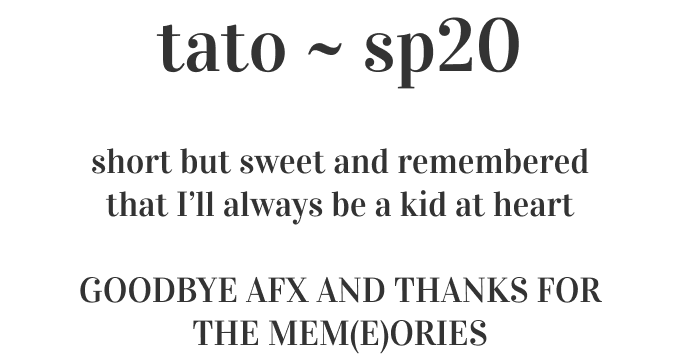 tato ~ sp20
short but sweet and remembered
that I’ll always be a kid at heart
GOODBYE AFX AND THANKS FOR
THE MEM(E)ORIES